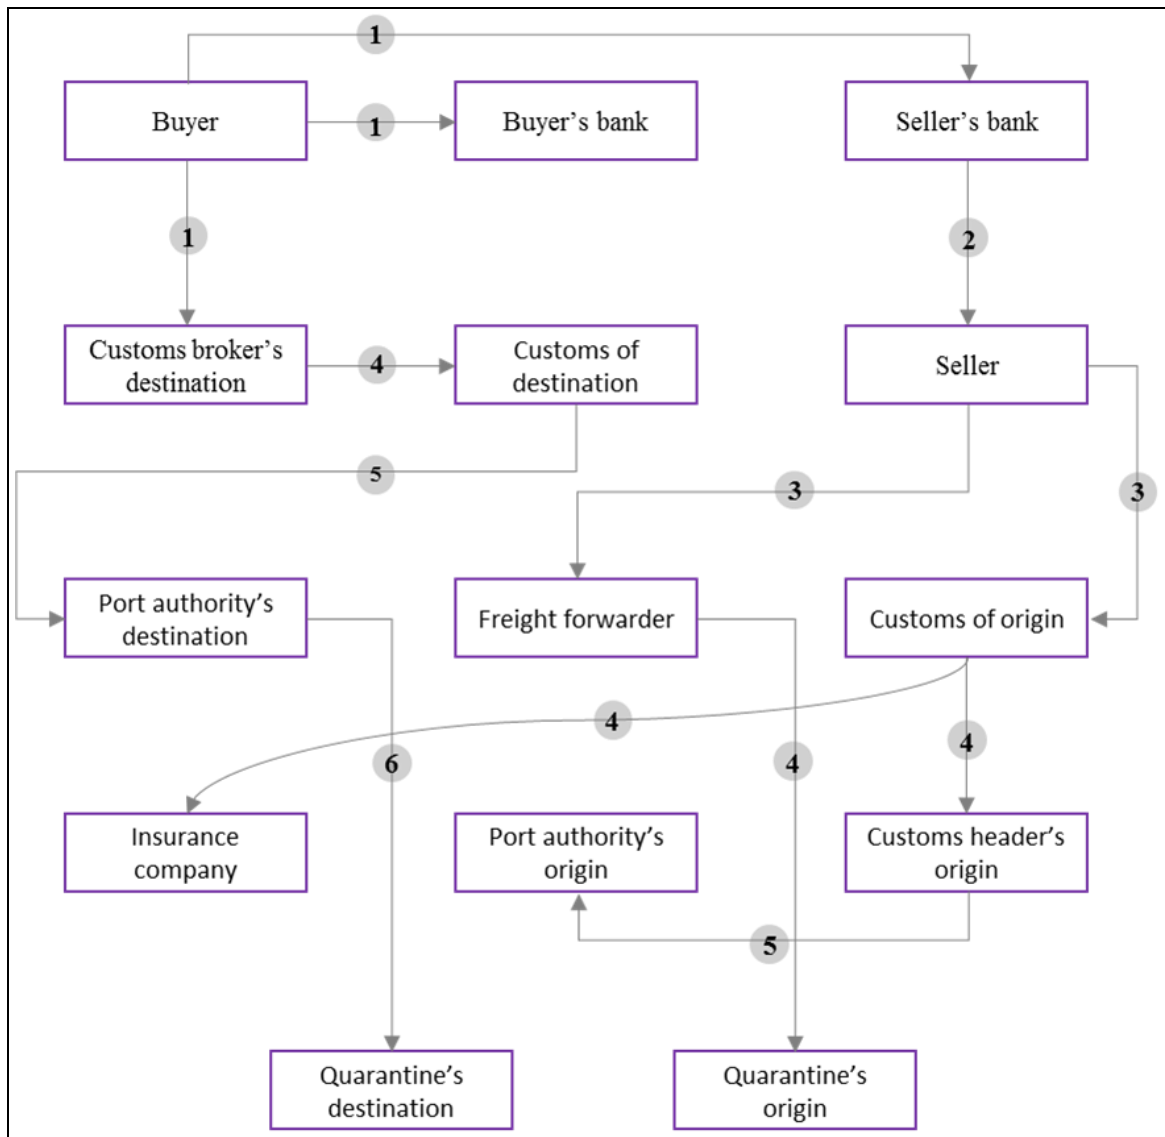 1
Buyer
1
Buyer’s bank
Seller’s bank
1
2
Customs broker’s
destination
4
Customs of
destination
Seller
5
3
3
Port authority’s
destination
Freight forwarder
Customs of origin
4
4
6
4
Insurance
company
Port authority’s
origin
Customs header’s
origin
5
Quarantine’s
destination
Quarantine’s
origin